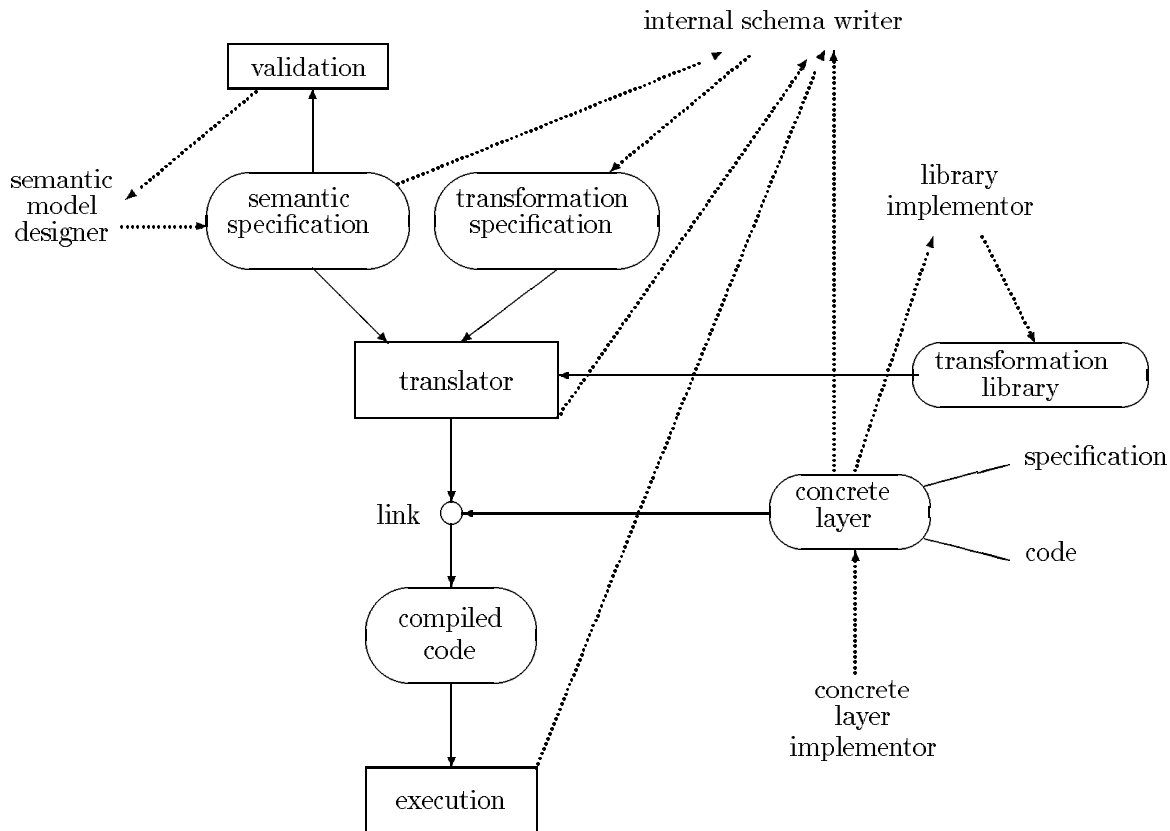 internal schema writer
validation
semantic
model
designer
semantic
specification
transformation
specification
library
implementor
translator
transformation
library
specification
concrete
layer
link
code
compiled
code
concrete
layer
implementor
execution